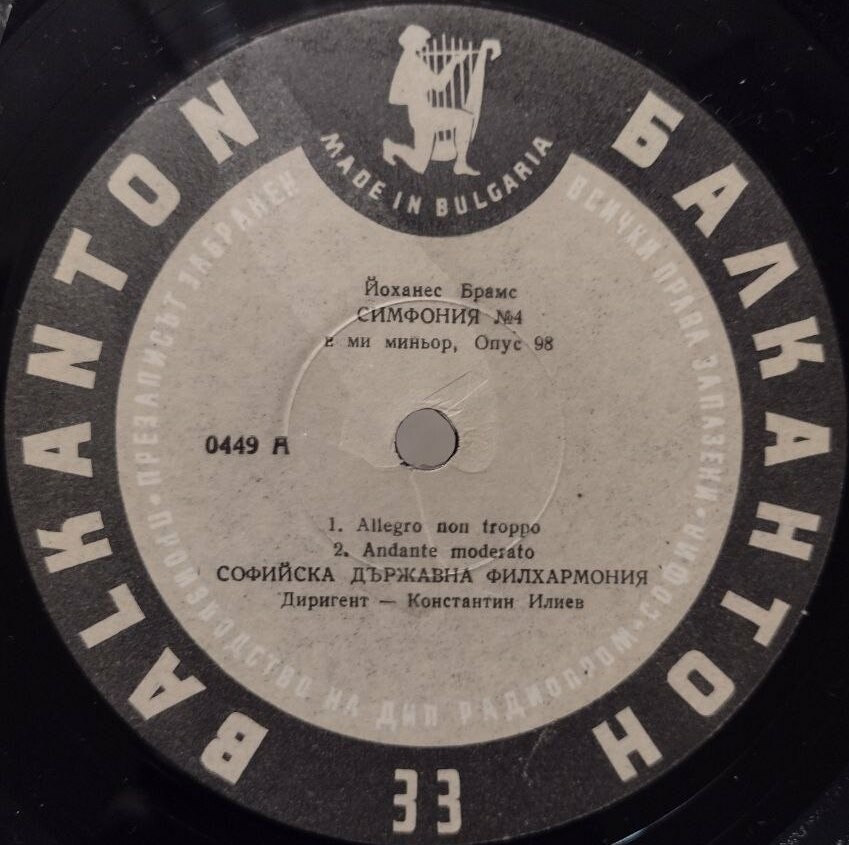 BALKANTON
БАЛКАНТОН
MADE IN BULGARIA
ПРЕЗАПИСЪТ ЗАБРАНЕН
ВСИЧКИ ПРАВА ЗАПАЗЕНИ
Йоханес Брамс
СИМФОНИЯ №4
в ми миньор, Опус 98
0449 А
1. Allegro non troppo
2. Andante moderato
СОФИЙСКА ДЪРЖАВНА ФИЛХАРМОНИЯ
Диригент — Константин Илиев
ПРОИЗВОДСТВО НА ДИП РАДИОПРОМ • СОФИЯ
33